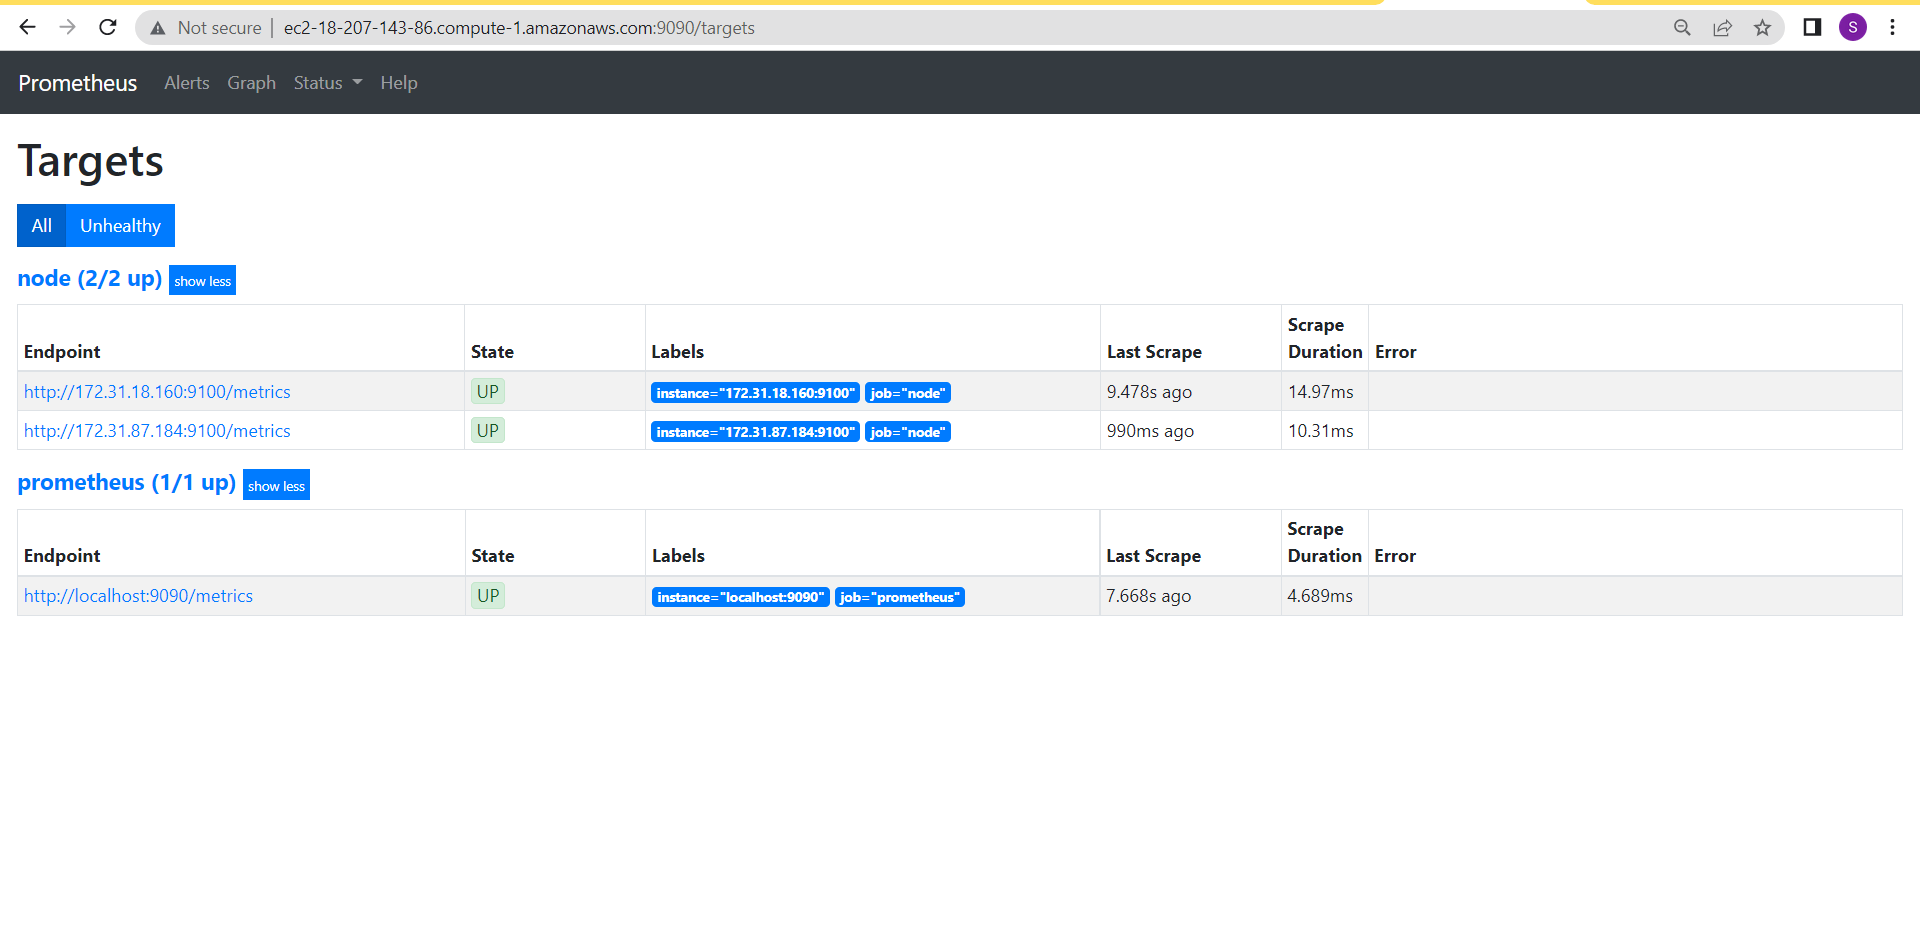 Not secure | ec2-18-207-143-86.compute-1.amazonaws.com:9090/targets S
Prometheus Alerts Graph Status Help
Targets
All Unhealthy
node (2/2 up) show less
Endpoint State Labels Last Scrape Scrape Duration Error
http://172.31.18.160:9100/metrics UP instance="172.31.18.160:9100" job="node" 9.478s ago 14.97ms
http://172.31.87.184:9100/metrics UP instance="172.31.87.184:9100" job="node" 990ms ago 10.31ms
prometheus (1/1 up) show less
Endpoint State Labels Last Scrape Scrape Duration Error
http://localhost:9090/metrics UP instance="localhost:9090" job="prometheus" 7.668s ago 4.689ms